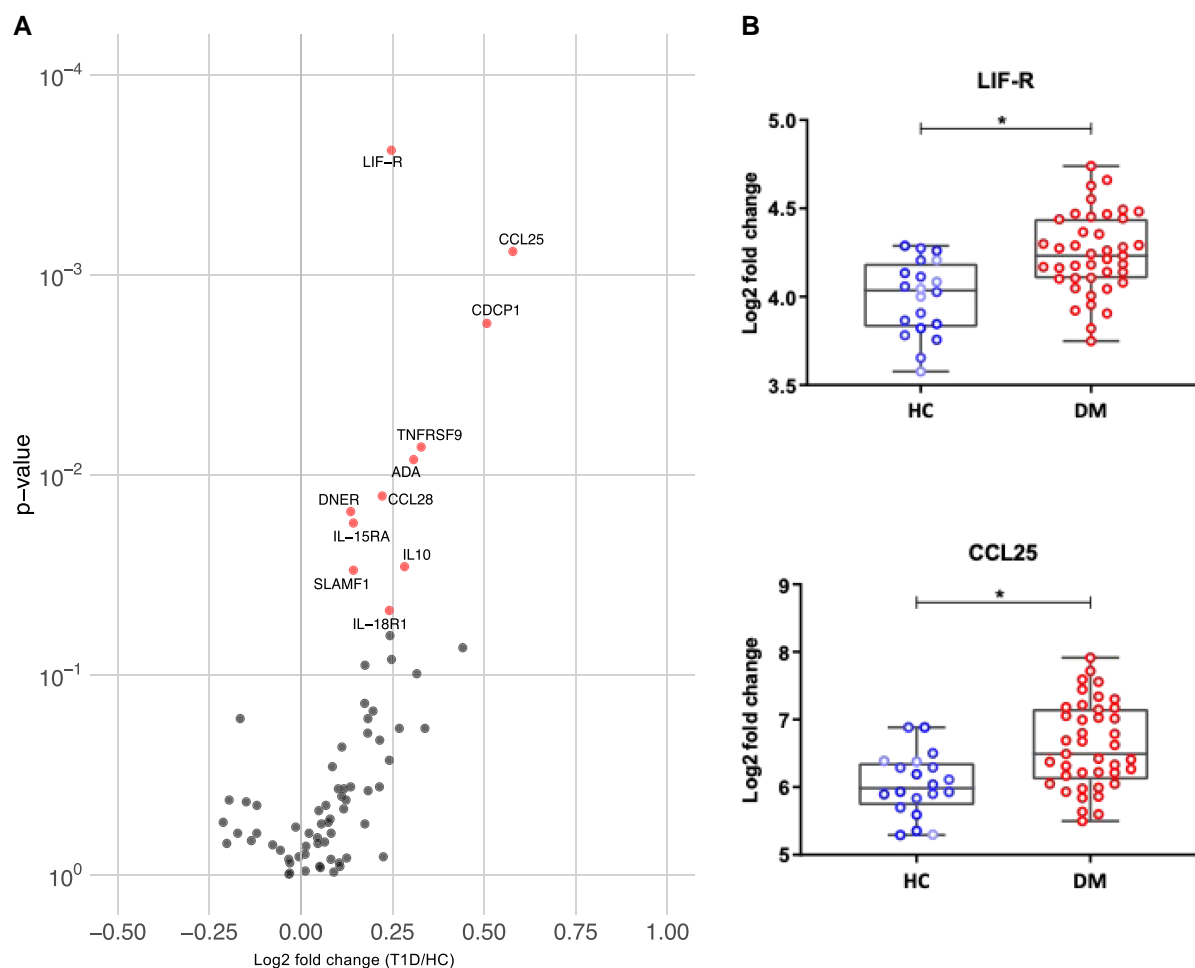 A
p−value
10−4
10−3
10−2
10−1
100
LIF−R
CCL25
CDCP1
TNFRSF9
ADA
CCL28
DNER
IL−15RA
IL10
SLAMF1
IL−18R1
−0.50 −0.25 0.00 0.25 0.50 0.75 1.00
Log2 fold change (T1D/HC)
B
LIF-R
Log2 fold change
5.0
4.5
4.0
3.5
*
HC DM
CCL25
Log2 fold change
9
8
7
6
5
*
HC DM